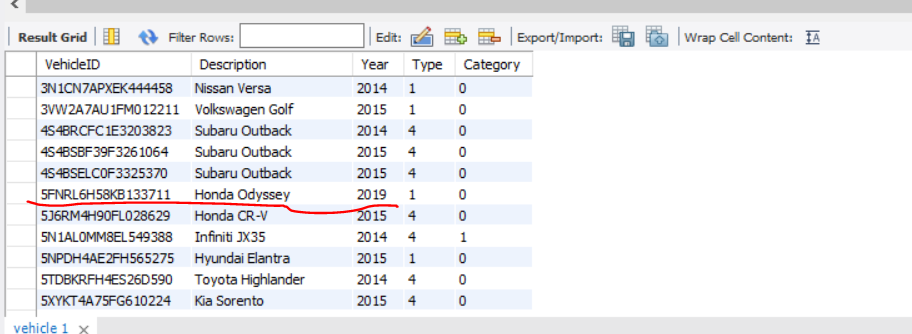 Result Grid Filter Rows: Edit: Export/Import: Wrap Cell Content: IA
VehicleID Description Year Type Category
3N1CN7APXEK444458 Nissan Versa 2014 1 0
3VW2A7AU1FM012211 Volkswagen Golf 2015 1 0
4S4BRCFC1E3203823 Subaru Outback 2014 4 0
4S4BSBF39F3261064 Subaru Outback 2015 4 0
4S4BSELC0F3325370 Subaru Outback 2015 4 0
5FNRL6H58KB133711 Honda Odyssey 2019 1 0
5J6RM4H90FL028629 Honda CR-V 2015 4 0
5N1AL0MM8EL549388 Infiniti JX35 2014 4 1
5NPDH4AE2FH565275 Hyundai Elantra 2015 1 0
5TDBKRFH4ES26D590 Toyota Highlander 2014 4 0
5XYKT4A75FG610224 Kia Sorento 2015 4 0
vehicle 1